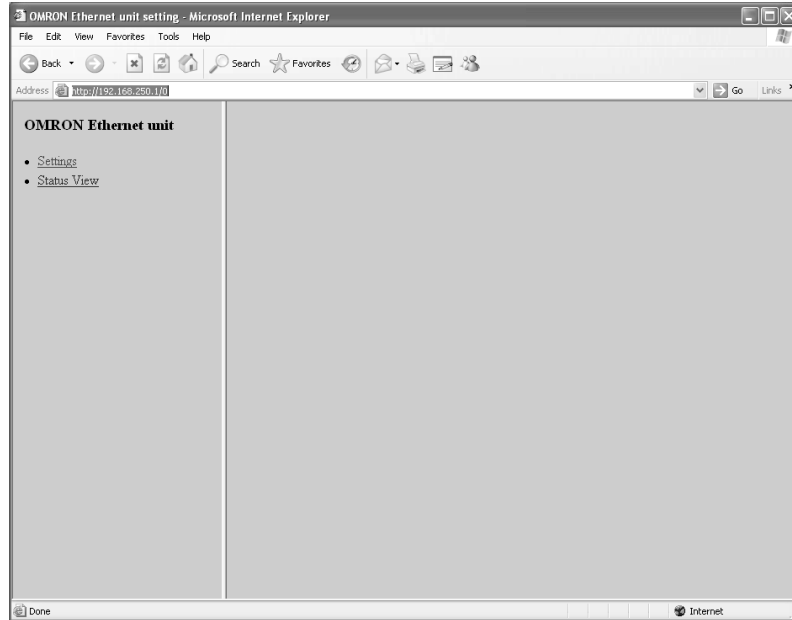 OMRON Ethernet unit setting - Microsoft Internet Explorer
File Edit View Favorites Tools Help
Back Search Favorites
Address http://192.168.250.1/0 Go Links »
OMRON Ethernet unit
• Settings
• Status View
Done Internet